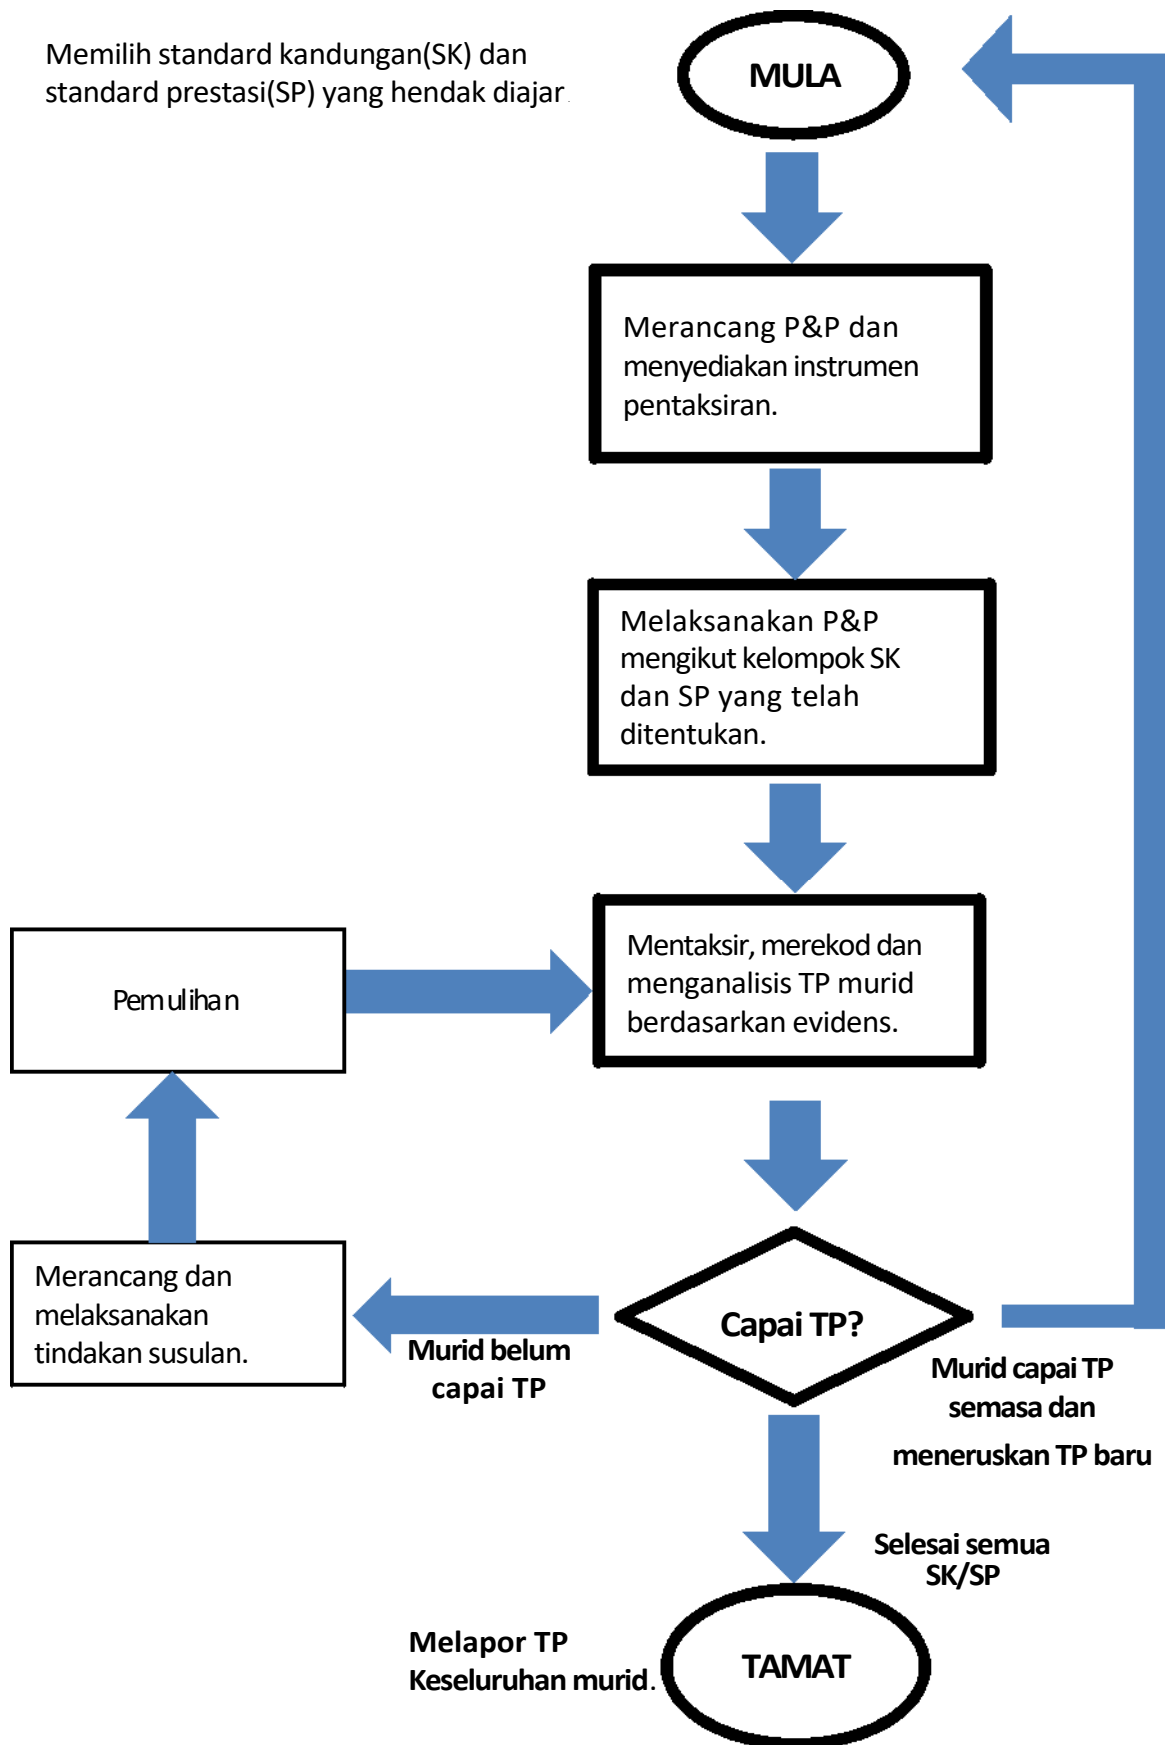 Memilih standard kandungan(SK) dan
standard prestasi(SP) yang hendak diajar.
MULA
Merancang P&P dan
menyediakan instrumen
pentaksiran.
Melaksanakan P&P
mengikut kelompok SK
dan SP yang telah
ditentukan.
Mentaksir, merekod dan
menganalisis TP murid
berdasarkan evidens.
Pemulihan
Merancang dan
melaksanakan
tindakan susulan.
Murid belum
capai TP
Capai TP?
Murid capai TP
semasa dan
meneruskan TP baru
Selesai semua
SK/SP
Melapor TP
Keseluruhan murid.
TAMAT